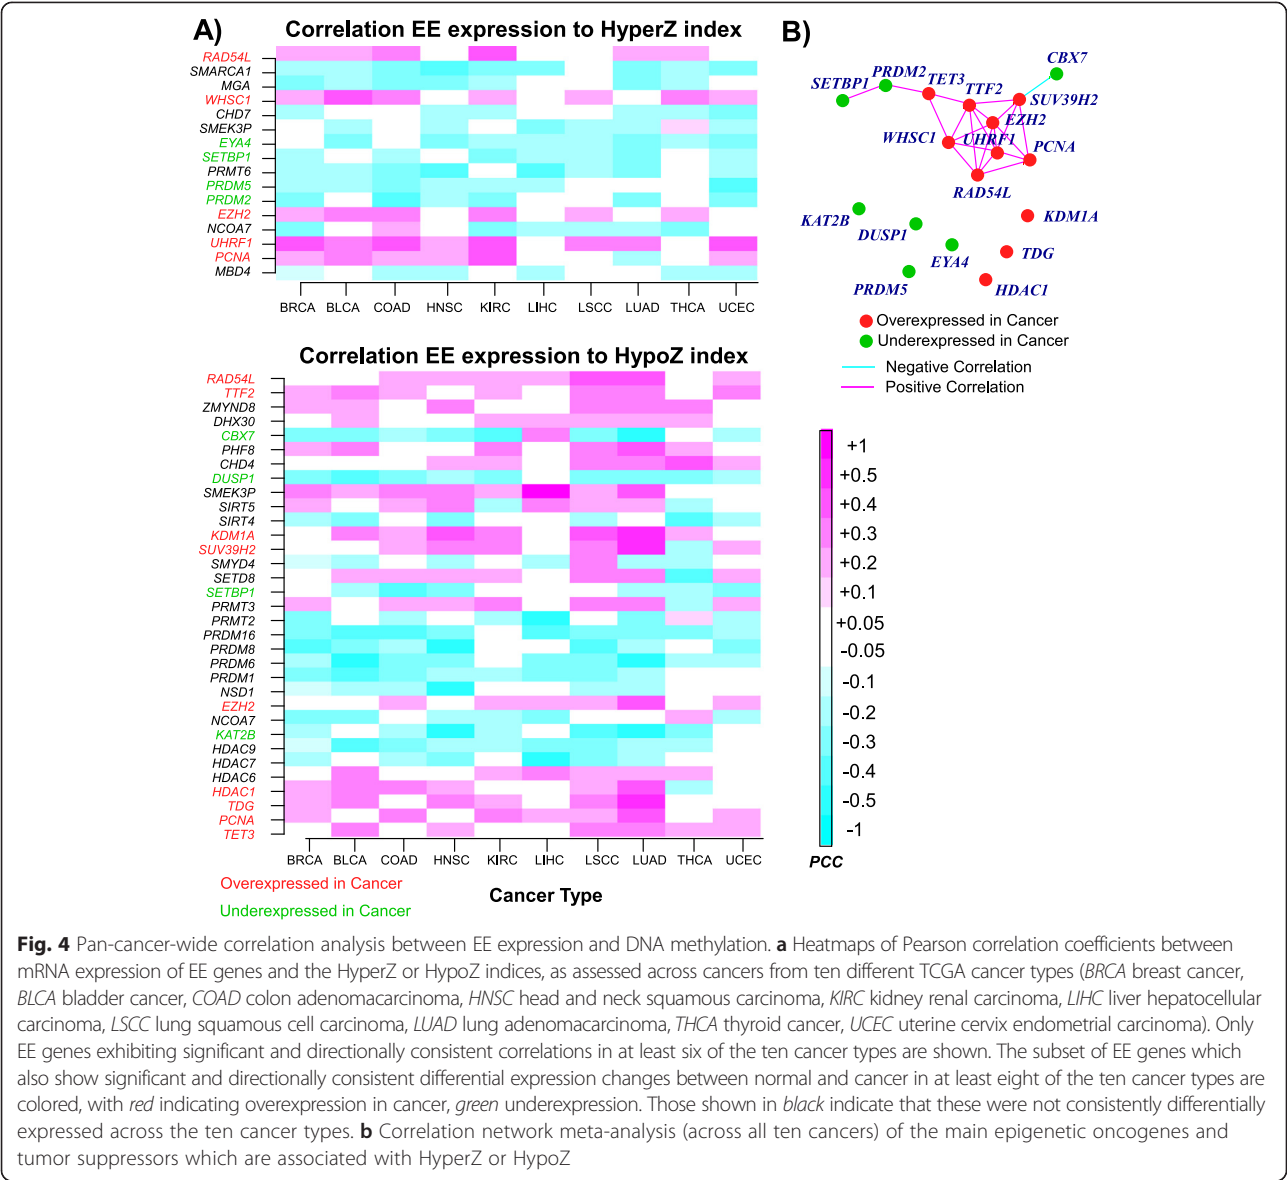 A)
Correlation EE expression to HyperZ index
RAD54L
SMARCA1
MGA
WHSC1
CHD7
SMEK3P
EYA4
SETBP1
PRMT6
PRDM5
PRDM2
EZH2
NCOA7
UHRF1
PCNA
MBD4
BRCA BLCA COAD HNSC KIRC LIHC LSCC LUAD THCA UCEC
Correlation EE expression to HypoZ index
RAD54L
TTF2
ZMYND8
DHX30
CBX7
PHF8
CHD4
DUSP1
SMEK3P
SIRT5
SIRT4
KDM1A
SUV39H2
SMYD4
SETD8
SETBP1
PRMT3
PRMT2
PRDM16
PRDM8
PRDM6
PRDM1
NSD1
EZH2
NCOA7
KAT2B
HDAC9
HDAC7
HDAC6
HDAC1
TDG
PCNA
TET3
BRCA BLCA COAD HNSC KIRC LIHC LSCC LUAD THCA UCEC
Overexpressed in Cancer
Underexpressed in Cancer
Cancer Type
B)
CBX7
SETBP1
PRDM2
TET3
TTF2
SUV39H2
EZH2
WHSC1
UHRF1
PCNA
RAD54L
KAT2B
DUSP1
KDM1A
EYA4
TDG
PRDM5
HDAC1
Overexpressed in Cancer
Underexpressed in Cancer
Negative Correlation
Positive Correlation
+1
+0.5
+0.4
+0.3
+0.2
+0.1
+0.05
-0.05
-0.1
-0.2
-0.3
-0.4
-0.5
-1
PCC
Fig. 4 Pan-cancer-wide correlation analysis between EE expression and DNA methylation. a Heatmaps of Pearson correlation coefficients between
mRNA expression of EE genes and the HyperZ or HypoZ indices, as assessed across cancers from ten different TCGA cancer types (BRCA breast cancer,
BLCA bladder cancer, COAD colon adenomacarcinoma, HNSC head and neck squamous carcinoma, KIRC kidney renal carcinoma, LIHC liver hepatocellular
carcinoma, LSCC lung squamous cell carcinoma, LUAD lung adenomacarcinoma, THCA thyroid cancer, UCEC uterine cervix endometrial carcinoma). Only
EE genes exhibiting significant and directionally consistent correlations in at least six of the ten cancer types are shown. The subset of EE genes which
also show significant and directionally consistent differential expression changes between normal and cancer in at least eight of the ten cancer types are
colored, with red indicating overexpression in cancer, green underexpression. Those shown in black indicate that these were not consistently differentially
expressed across the ten cancer types. b Correlation network meta-analysis (across all ten cancers) of the main epigenetic oncogenes and
tumor suppressors which are associated with HyperZ or HypoZ